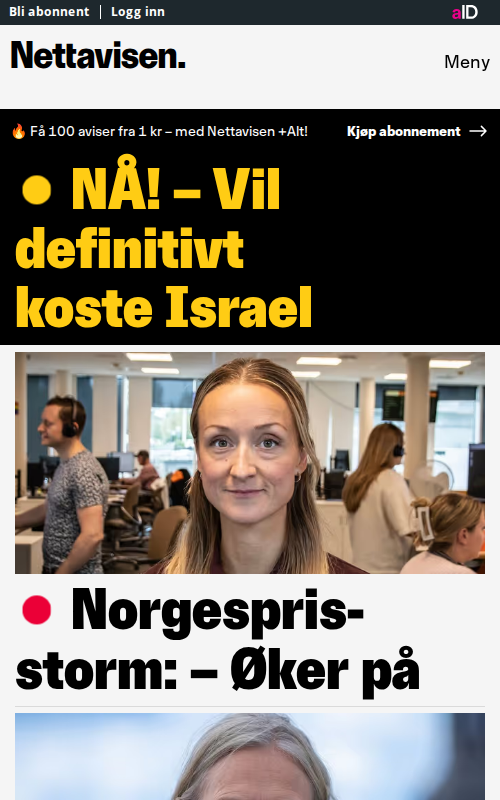 Bli abonnent | Logg inn
aID
Nettavisen.
Meny
🔥 Få 100 aviser fra 1 kr – med Nettavisen +Alt!
Kjøp abonnement →
NÅ! – Vil
definitivt
koste Israel
Norgespris-
storm: – Øker på